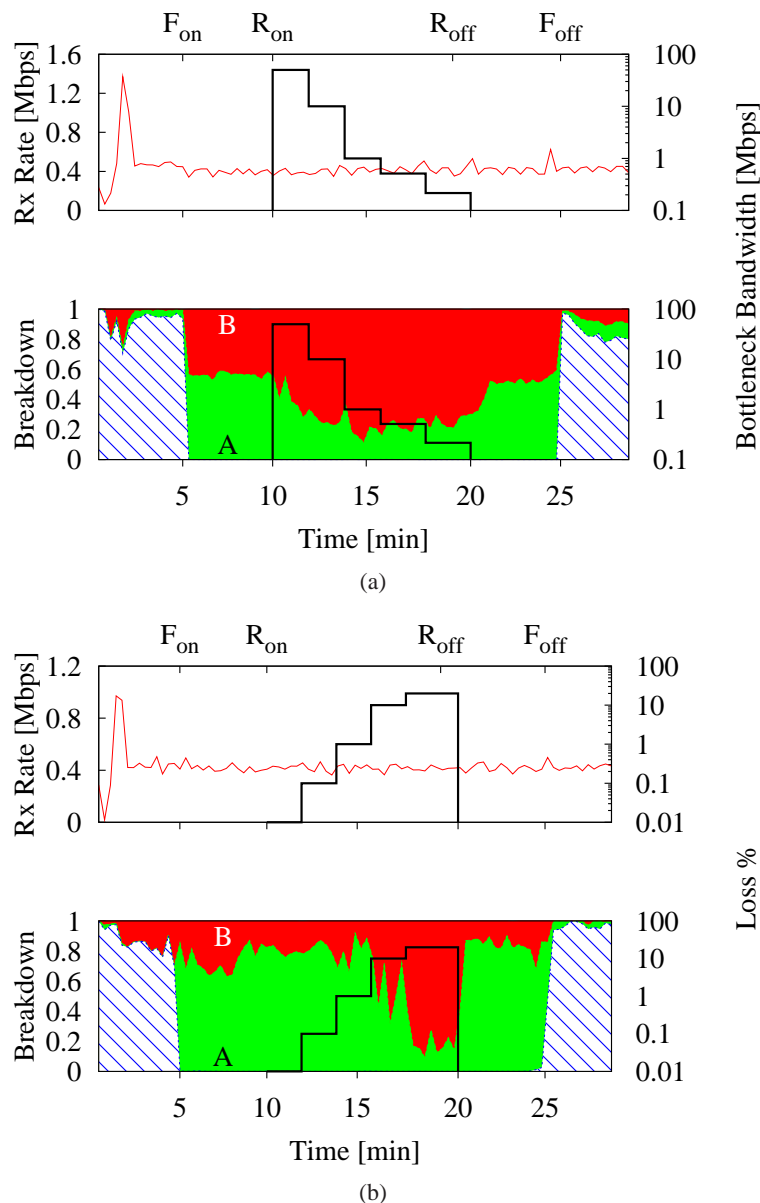 F_on R_on R_off F_off
1.6 100
1.2 10
0.8 1
0.4
0 0.1
Rx Rate [Mbps]
1 B 100
0.8 10
0.6
0.4 1
0.2 A
0 0.1
Breakdown
Bottleneck Bandwidth [Mbps]
5 10 15 20 25
Time [min]
(a)
F_on R_on R_off F_off
1.2 100
10
0.8 1
0.4 0.1
0 0.01
Rx Rate [Mbps]
1 B 100
0.8 10
0.6 1
0.4
0.2 A 0.1
0 0.01
Breakdown
Loss %
5 10 15 20 25
Time [min]
(b)